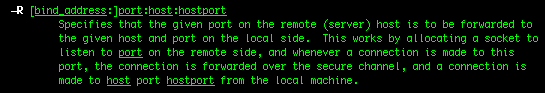 -R [bind_address:]port:host:hostport
Specifies that the given port on the remote (server) host is to be forwarded to
the given host and port on the local side. This works by allocating a socket to
listen to port on the remote side, and whenever a connection is made to this
port, the connection is forwarded over the secure channel, and a connection is
made to host port hostport from the local machine.